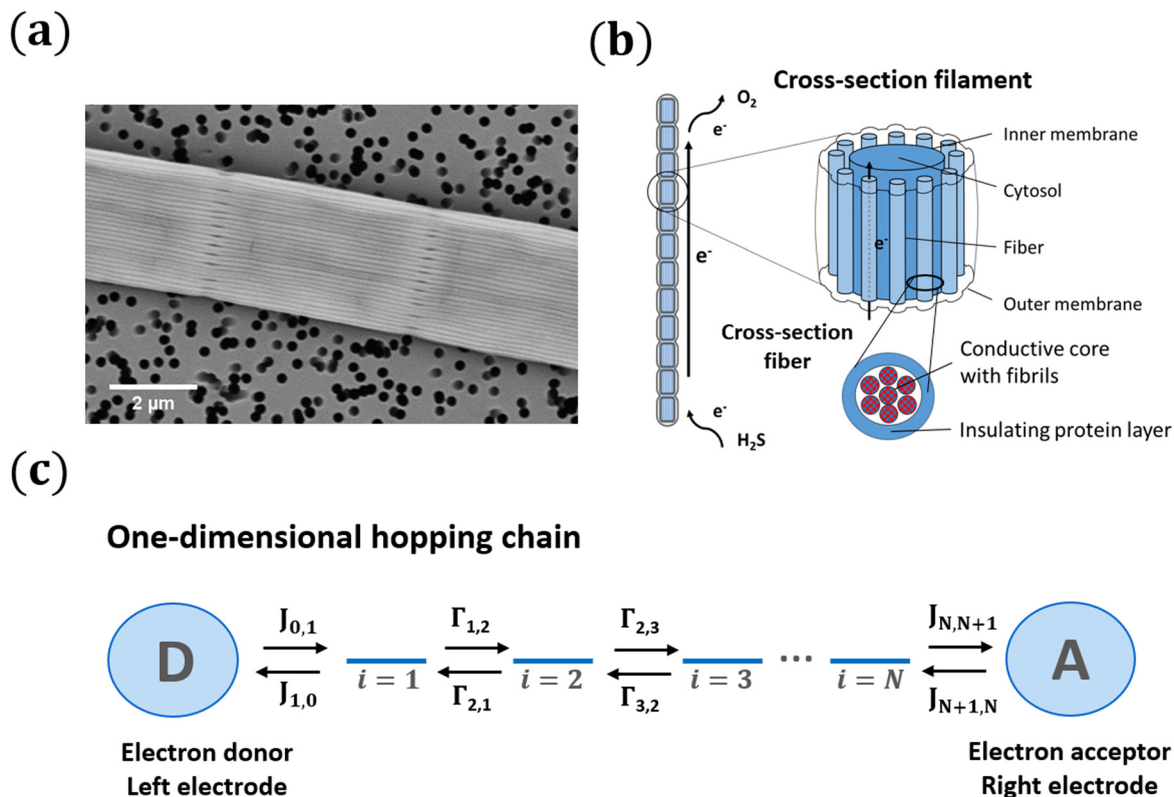 (a)
2 µm
(b)
Cross-section filament
O₂
e⁻
e⁻
e⁻
H₂S
e⁻
Inner membrane
Cytosol
Fiber
Outer membrane
Cross-section
fiber
Conductive core
with fibrils
Insulating protein layer
(c)
One-dimensional hopping chain
D
J₀,₁
J₁,₀
i = 1
Γ₁,₂
Γ₂,₁
i = 2
Γ₂,₃
Γ₃,₂
i = 3
...
i = N
J_N,N+1
J_N+1,N
A
Electron donor
Left electrode
Electron acceptor
Right electrode